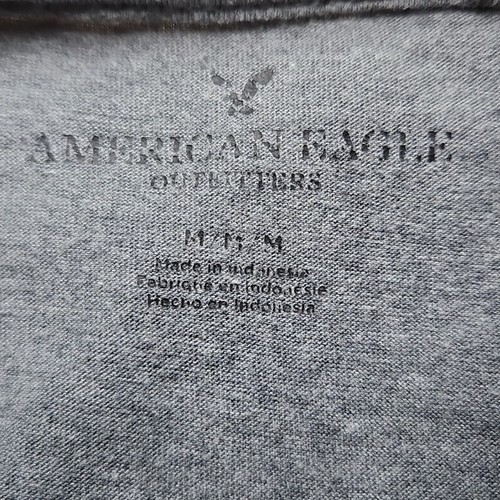 AMERICAN EAGLE
OUTFITTERS
M/M/M
Made in Indonesia
Fabriqué en Indonésie
Hecho en Indonesia